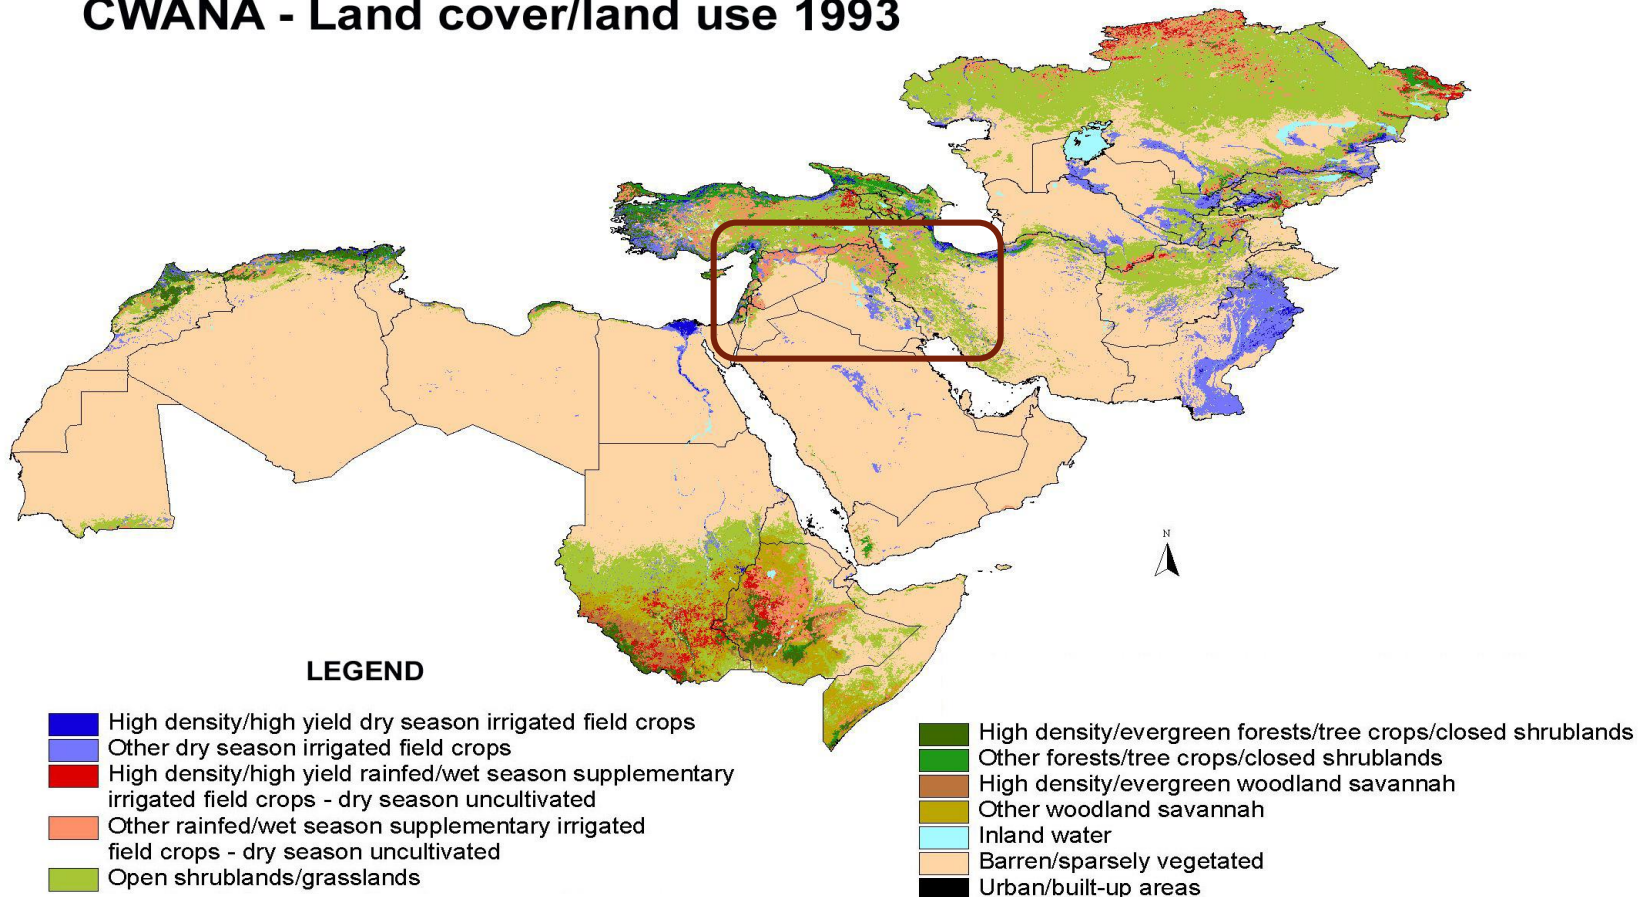 CWANA - Land cover/land use 1993
N
LEGEND
High density/high yield dry season irrigated field crops
Other dry season irrigated field crops
High density/high yield rainfed/wet season supplementary
irrigated field crops - dry season uncultivated
Other rainfed/wet season supplementary irrigated
field crops - dry season uncultivated
Open shrublands/grasslands
High density/evergreen forests/tree crops/closed shrublands
Other forests/tree crops/closed shrublands
High density/evergreen woodland savannah
Other woodland savannah
Inland water
Barren/sparsely vegetated
Urban/built-up areas